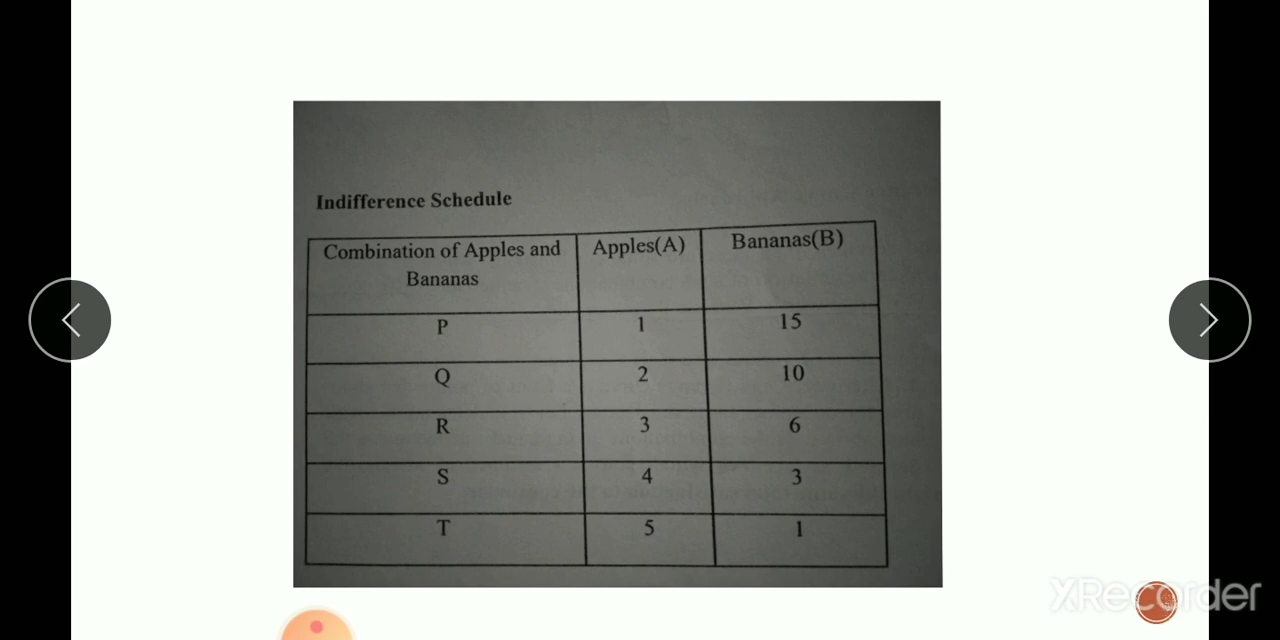 Indifference Schedule
Combination of Apples and Bananas
Apples(A)
Bananas(B)
P 1 15
Q 2 10
R 3 6
S 4 3
T 5 1
XRecorder